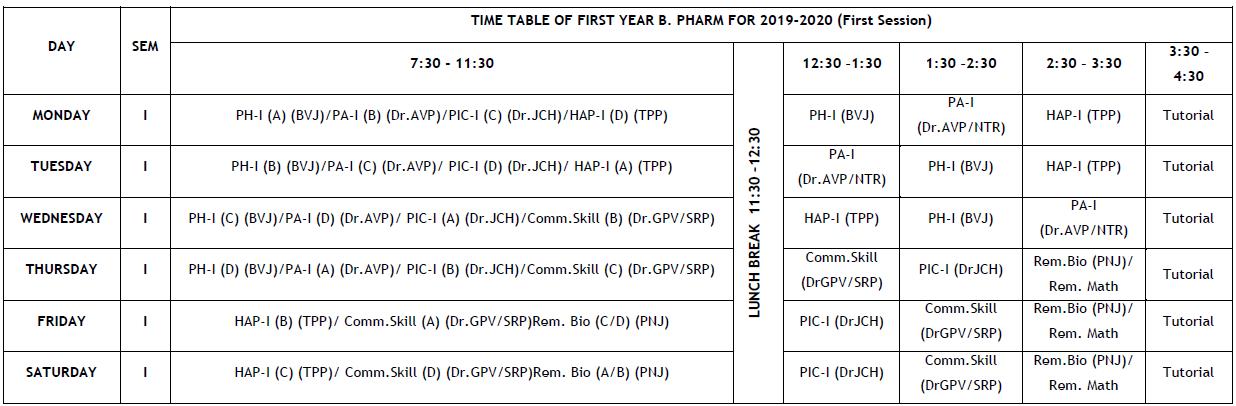 TIME TABLE OF FIRST YEAR B. PHARM FOR 2019-2020 (First Session)
DAY SEM 7:30 - 11:30 LUNCH BREAK 11:30 -12:30 12:30 –1:30 1:30 –2:30 2:30 – 3:30 3:30 –
4:30
MONDAY I PH-I (A) (BVJ)/PA-I (B) (Dr.AVP)/PIC-I (C) (Dr.JCH)/HAP-I (D) (TPP) PH-I (BVJ) PA-I
(Dr.AVP/NTR) HAP-I (TPP) Tutorial
TUESDAY I PH-I (B) (BVJ)/PA-I (C) (Dr.AVP)/ PIC-I (D) (Dr.JCH)/ HAP-I (A) (TPP) PA-I
(Dr.AVP/NTR) PH-I (BVJ) HAP-I (TPP) Tutorial
WEDNESDAY I PH-I (C) (BVJ)/PA-I (D) (Dr.AVP)/ PIC-I (A) (Dr.JCH)/Comm.Skill (B) (Dr.GPV/SRP) HAP-I (TPP) PH-I (BVJ) PA-I
(Dr.AVP/NTR) Tutorial
THURSDAY I PH-I (D) (BVJ)/PA-I (A) (Dr.AVP)/ PIC-I (B) (Dr.JCH)/Comm.Skill (C) (Dr.GPV/SRP) Comm.Skill
(DrGPV/SRP) PIC-I (DrJCH) Rem.Bio (PNJ)/
Rem. Math Tutorial
FRIDAY I HAP-I (B) (TPP)/ Comm.Skill (A) (Dr.GPV/SRP)Rem. Bio (C/D) (PNJ) PIC-I (DrJCH) Comm.Skill
(DrGPV/SRP) Rem.Bio (PNJ)/
Rem. Math Tutorial
SATURDAY I HAP-I (C) (TPP)/ Comm.Skill (D) (Dr.GPV/SRP)Rem. Bio (A/B) (PNJ) PIC-I (DrJCH) Comm.Skill
(DrGPV/SRP) Rem.Bio (PNJ)/
Rem. Math Tutorial